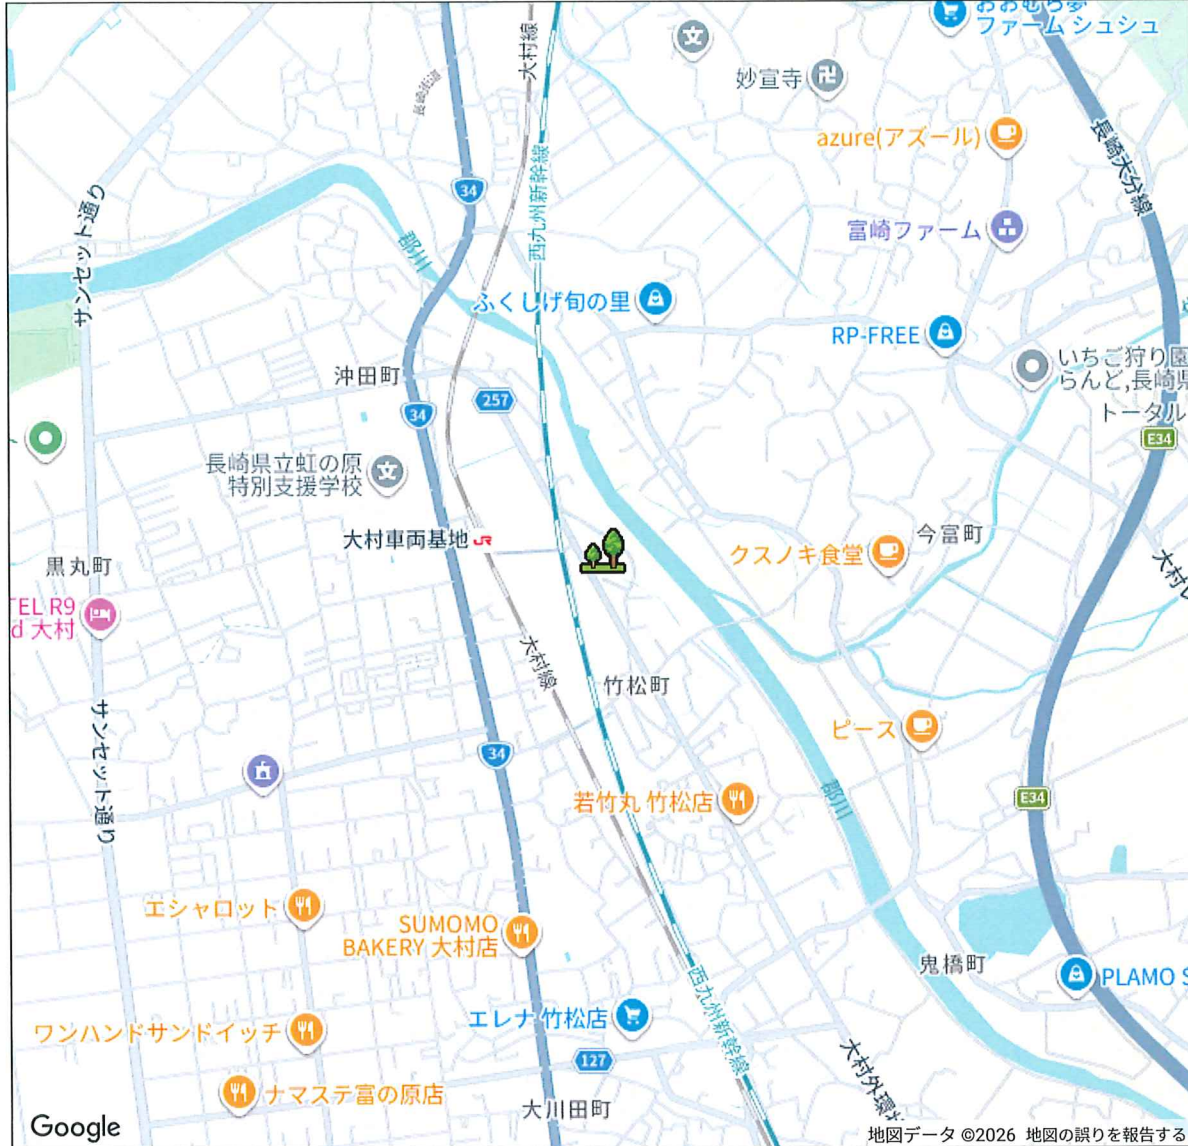 おおむら夢
ファーム シュシュ
大村線
長崎街道
妙宣寺
azure(アズール)
長崎大分線
34
サンセット通り
西九州新幹線
郡川
富崎ファーム
ふくしげ旬の里
RP-FREE
いちご狩り園
らんど,長崎県
トータル
沖田町
257
34
E34
長崎県立虹の原
特別支援学校
大村車両基地
JR
クスノキ食堂
今富町
黒丸町
TEL R9
d 大村
大村線
竹松町
サンセット通り
ピース
34
若竹丸 竹松店
郡川
E34
エシャロット
SUMOMO
BAKERY 大村店
鬼橋町
PLAMO S
西九州新幹線
エレナ 竹松店
ワンハンドサンドイッチ
127
大村外環状
ナマステ富の原店
大川田町
Google
地図データ ©2026 地図の誤りを報告する